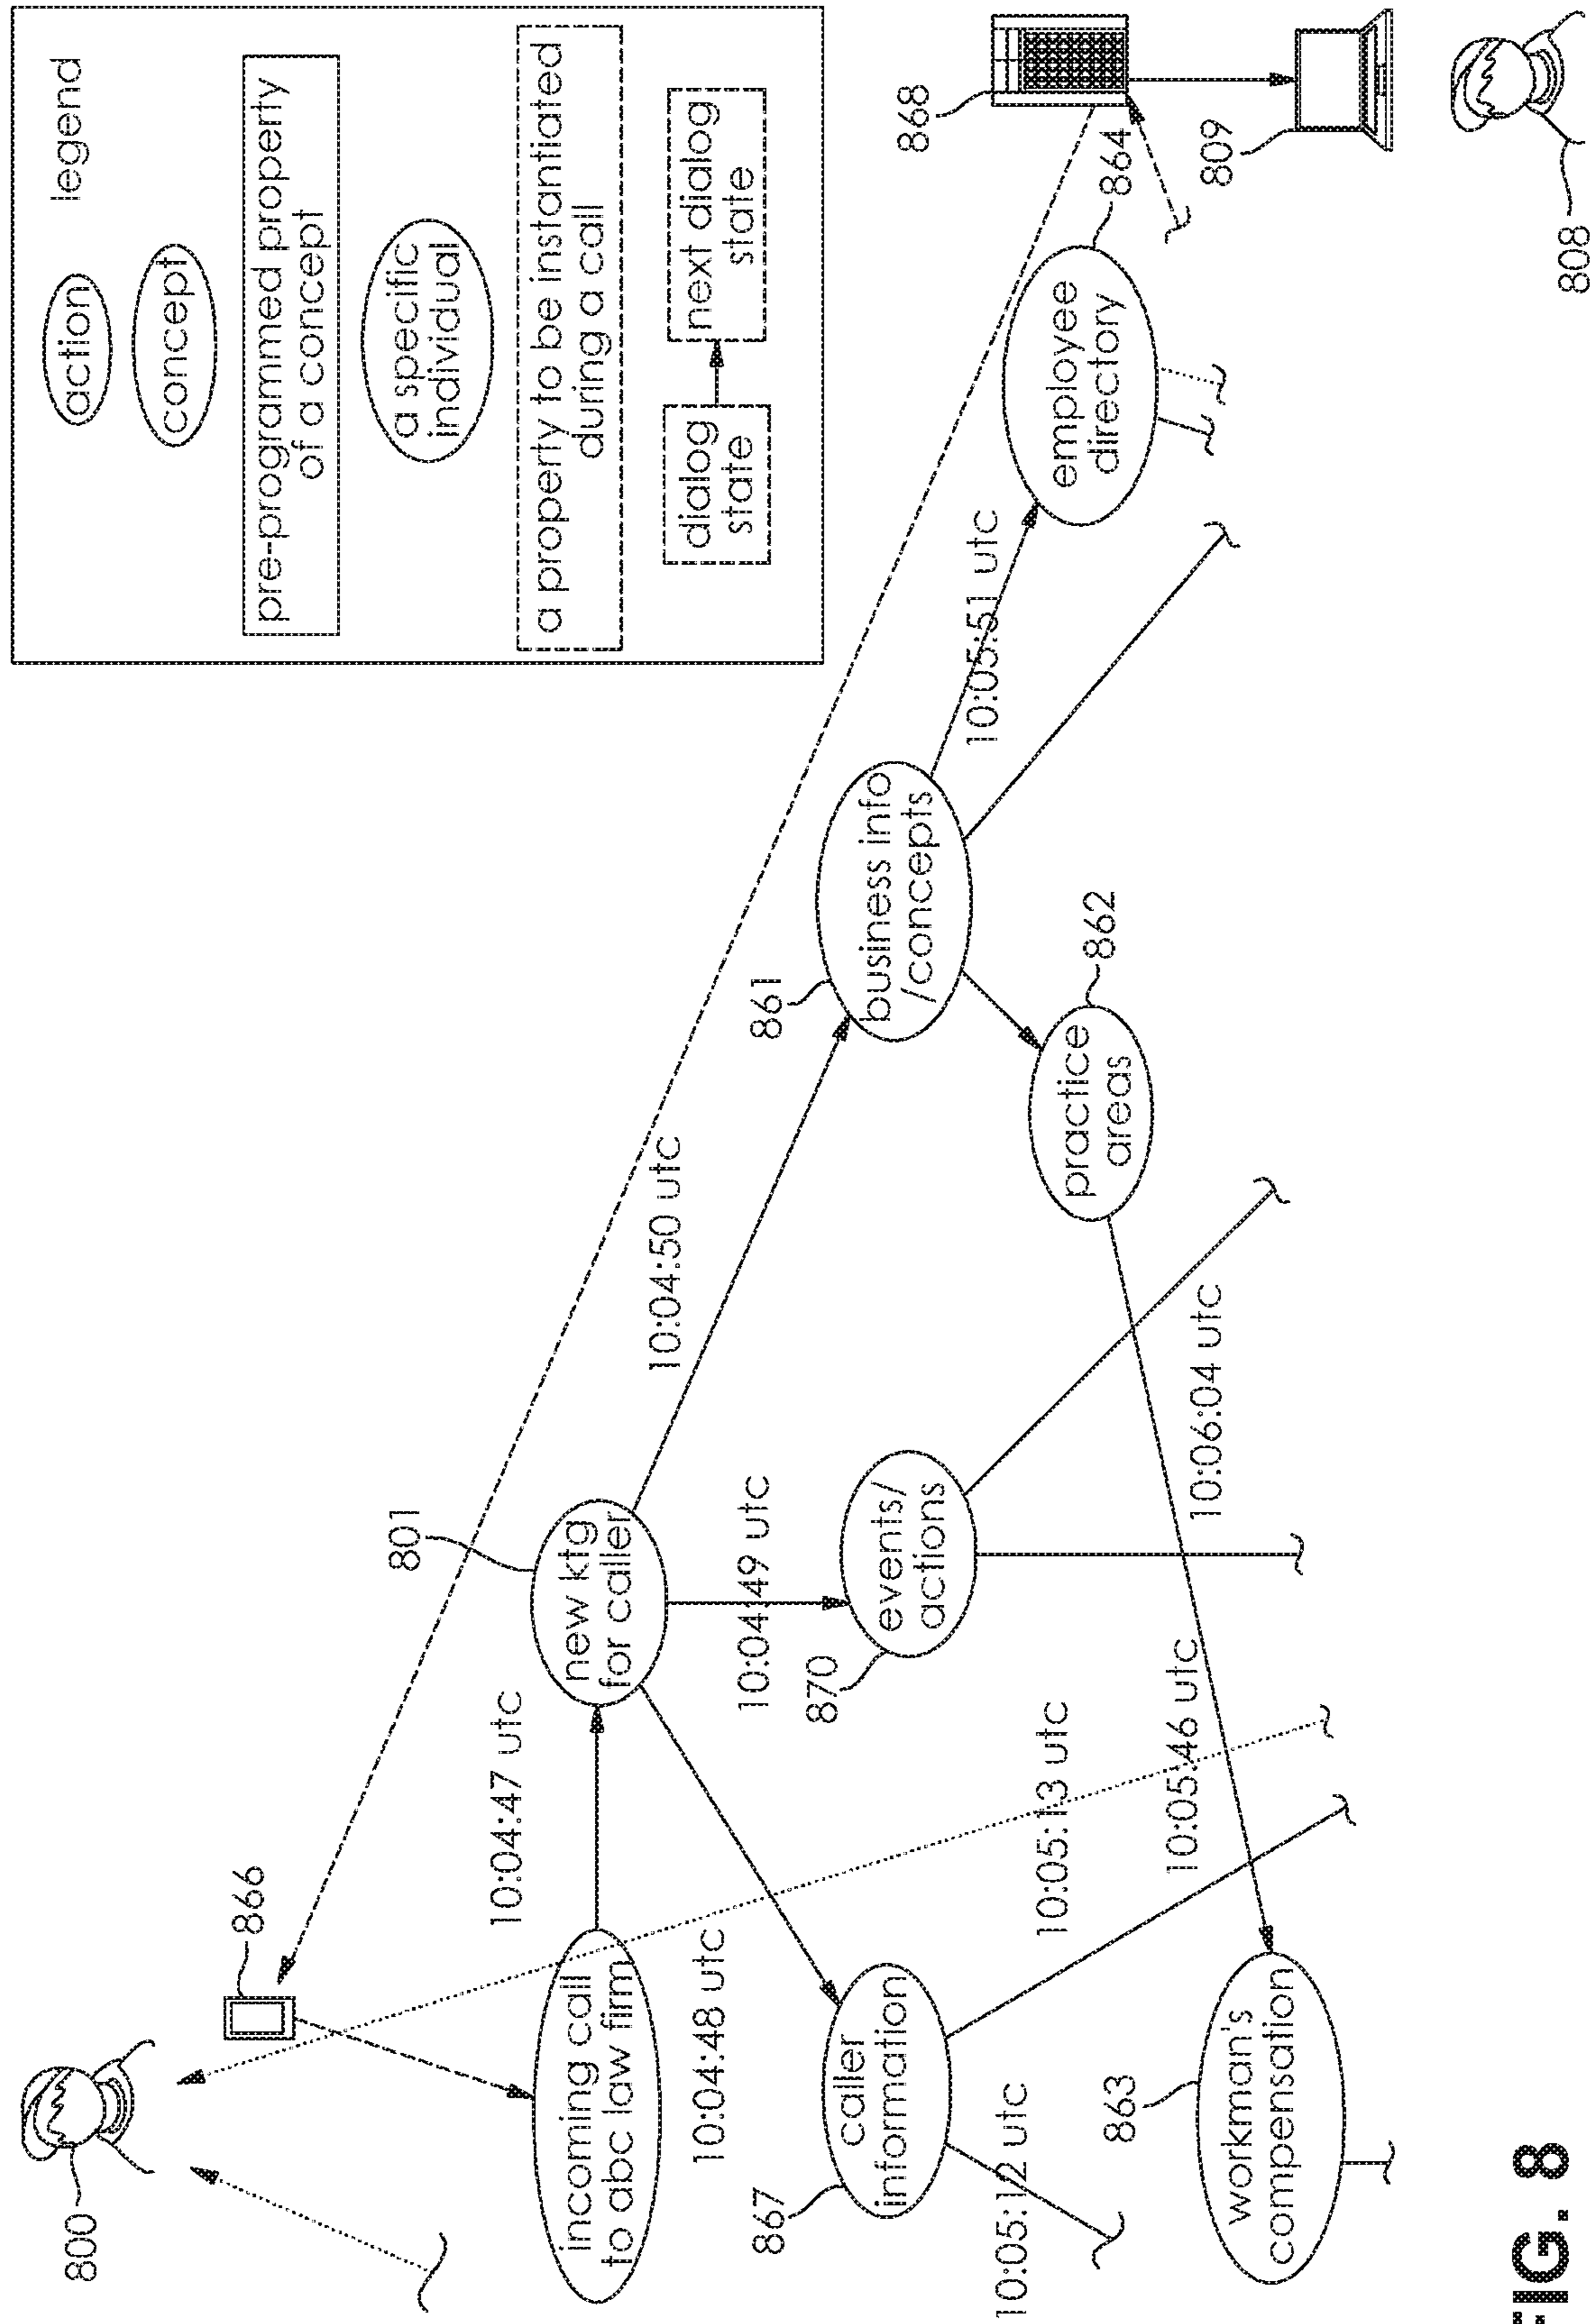 legend
action
concept
pre-programmed property
of a concept
a specific
individual
a property to be instantiated
during a call
dialog
state
next dialog
state
800
866
incoming call
to abc law firm
10:04:47 utc
801
new ktg
for caller
10:04:50 utc
868
864
809
808
10:04:48 utc
10:04:49 utc
861
business info
/concepts
10:05:51 utc
employee
directory
867
caller
information
870
events/
actions
862
practice
areas
10:05:12 utc
10:05:13 utc
10:05:46 utc
10:06:04 utc
863
workman's
compensation
FIG. 8